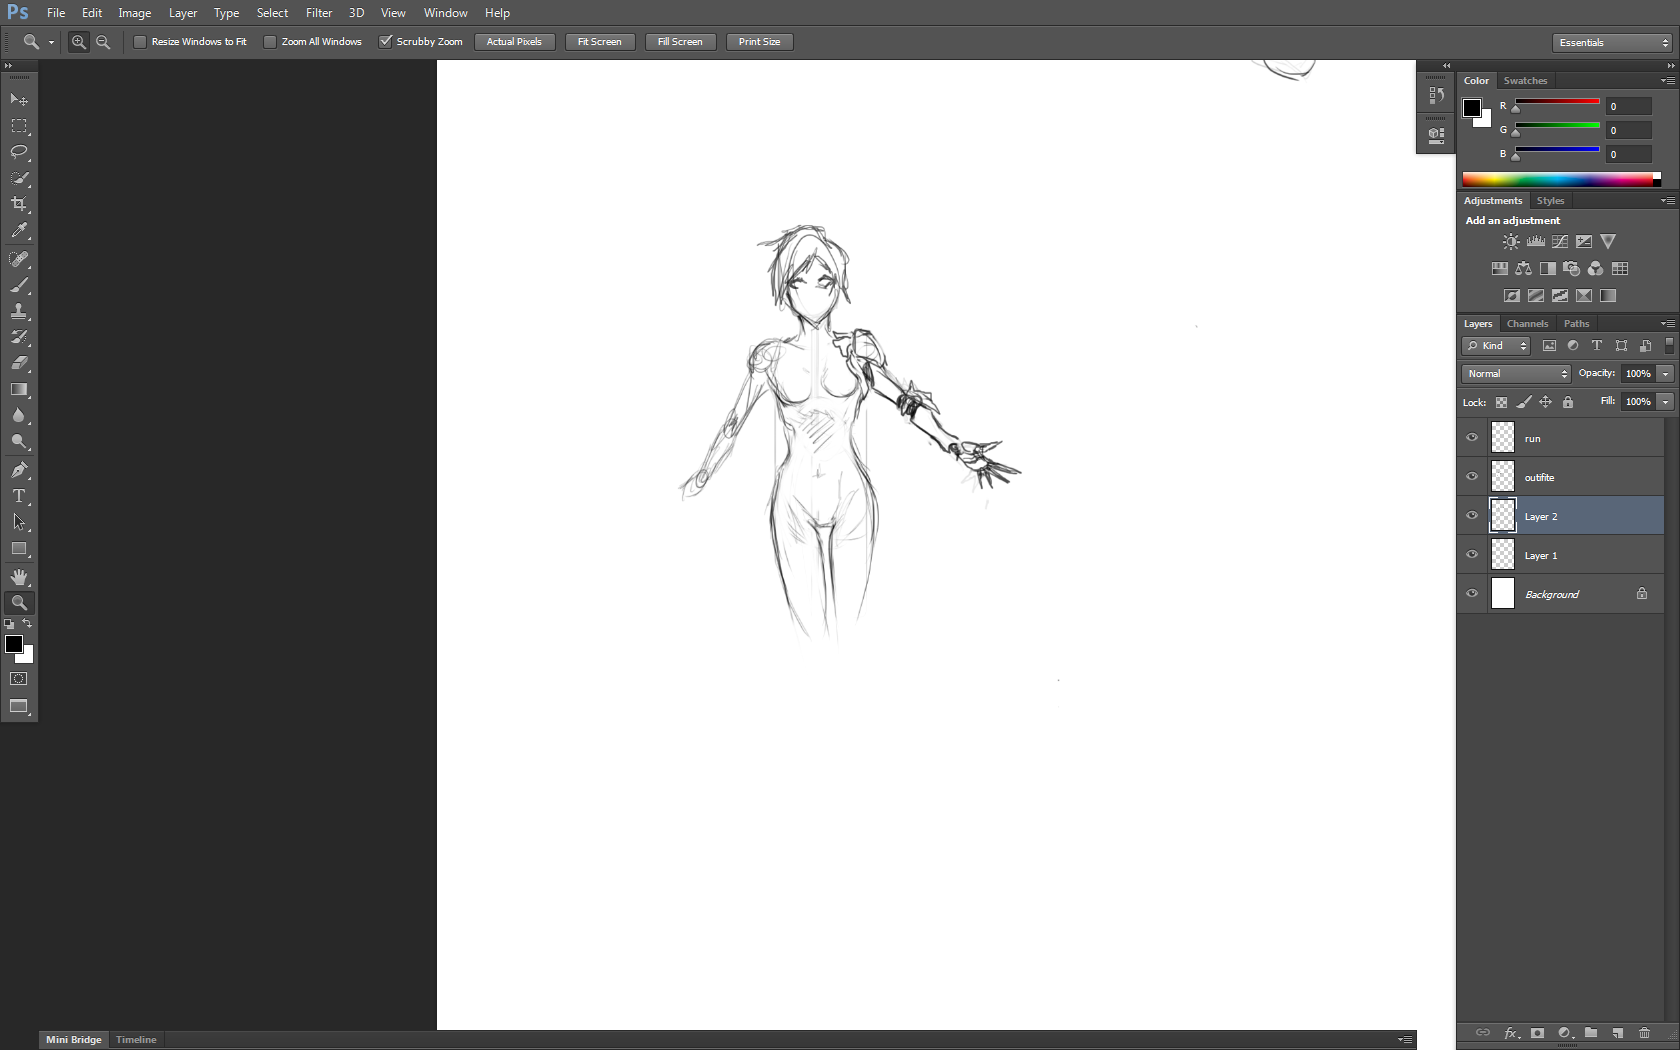 Ps File Edit Image Layer Type Select Filter 3D View Window Help
Resize Windows to Fit Zoom All Windows Scrubby Zoom Actual Pixels Fit Screen Fill Screen Print Size Essentials
Color Swatches
R 0
G 0
B 0
Adjustments Styles
Add an adjustment
Layers Channels Paths
Kind T
Normal Opacity: 100%
Lock: Fill: 100%
run
outifite
Layer 2
Layer 1
Background
T
fx
Mini Bridge Timeline